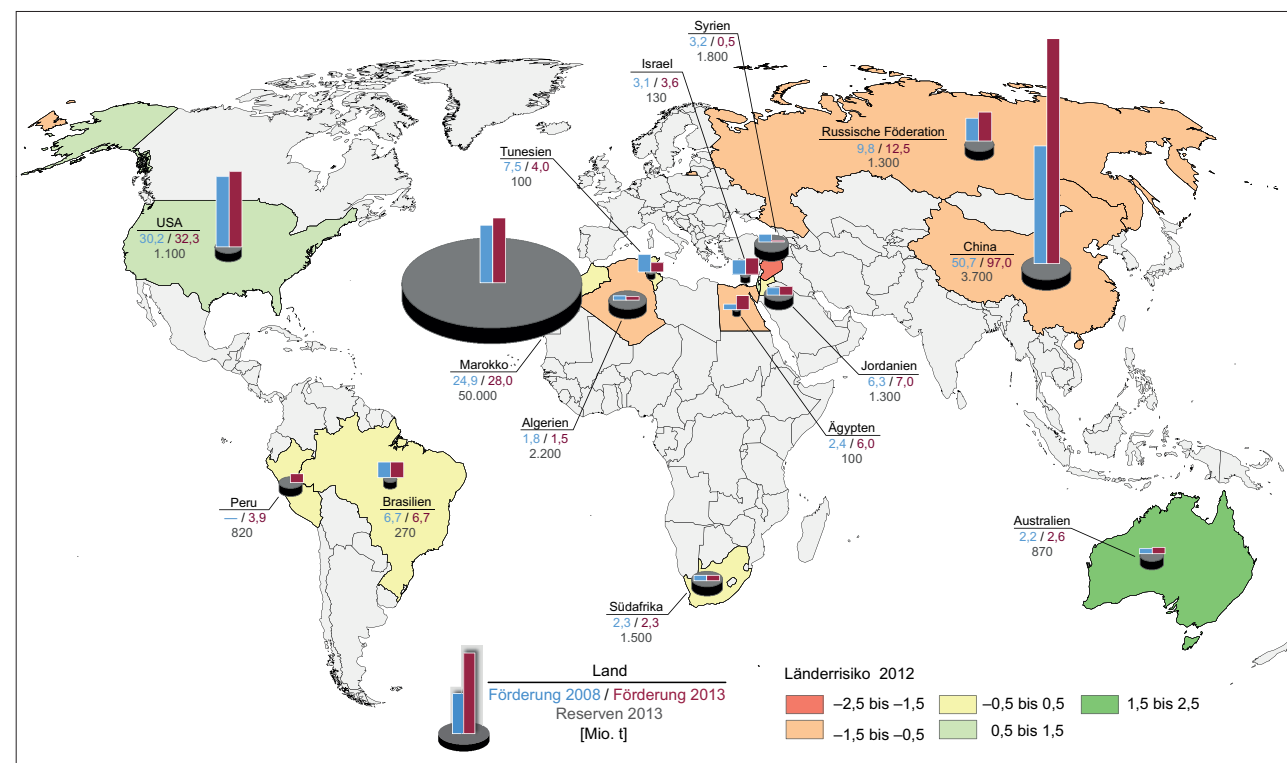 Syrien
3,2 / 0,5
1.800
Israel
3,1 / 3,6
130
Russische Föderation
9,8 / 12,5
1.300
Tunesien
7,5 / 4,0
100
USA
30,2 / 32,3
1.100
China
50,7 / 97,0
3.700
Marokko
24,9 / 28,0
50.000
Jordanien
6,3 / 7,0
1.300
Algerien
1,8 / 1,5
2.200
Ägypten
2,4 / 6,0
100
Peru
— / 3,9
820
Brasilien
6,7 / 6,7
270
Australien
2,2 / 2,6
870
Südafrika
2,3 / 2,3
1.500
Land
Förderung 2008 / Förderung 2013
Reserven 2013
[Mio. t]
Länderrisiko 2012
–2,5 bis –1,5
–0,5 bis 0,5
1,5 bis 2,5
–1,5 bis –0,5
0,5 bis 1,5